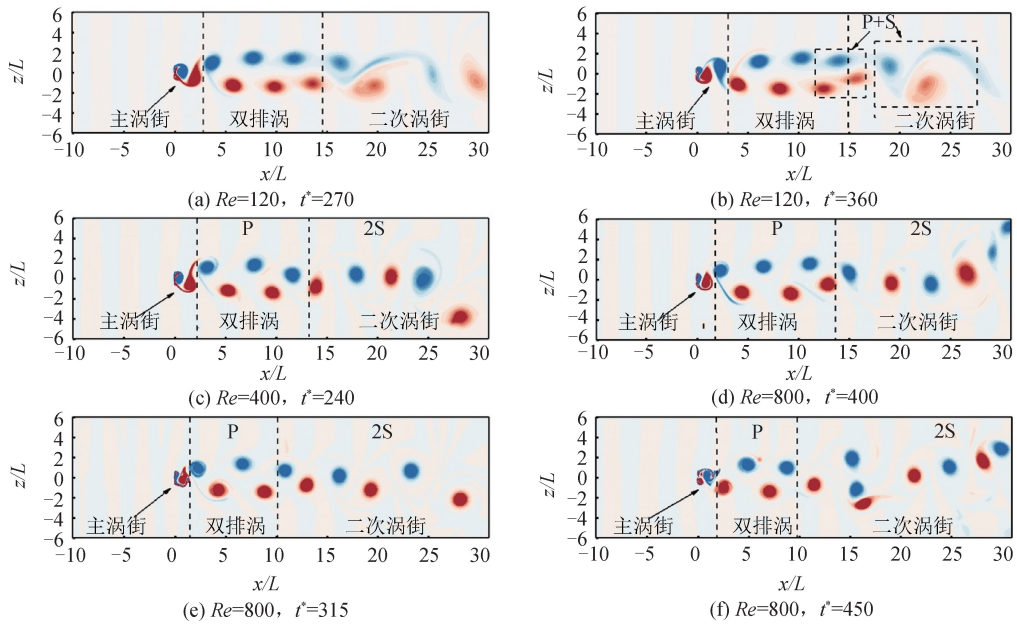 6
4
2
0
−2
−4
−6
z/L
主涡街
双排涡
二次涡街
−10 −5 0 5 10 15 20 25 30
x/L
(a) Re=120，t*=270
6
4
2
0
−2
−4
−6
z/L
P+S
主涡街
双排涡
二次涡街
−10 −5 0 5 10 15 20 25 30
x/L
(b) Re=120，t*=360
6
4
2
0
−2
−4
−6
z/L
P
2S
主涡街
双排涡
二次涡街
−10 −5 0 5 10 15 20 25 30
x/L
(c) Re=400，t*=240
6
4
2
0
−2
−4
−6
z/L
P
2S
主涡街
双排涡
二次涡街
−10 −5 0 5 10 15 20 25 30
x/L
(d) Re=800，t*=400
6
4
2
0
−2
−4
−6
z/L
P
2S
主涡街
双排涡
二次涡街
−10 −5 0 5 10 15 20 25 30
x/L
(e) Re=800，t*=315
6
4
2
0
−2
−4
−6
z/L
P
2S
主涡街
双排涡
二次涡街
−10 −5 0 5 10 15 20 25 30
x/L
(f) Re=800，t*=450